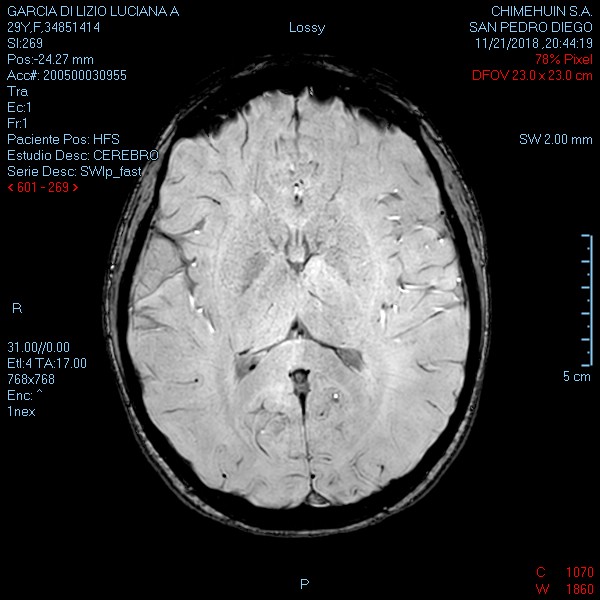 GARCIA DI LIZIO LUCIANA A
29Y,F,34851414
Sl:269
Pos:-24.27 mm
Acc#: 200500030955
Tra
Ec:1
Fr:1
Paciente Pos: HFS
Estudio Desc: CEREBRO
Serie Desc: SWIp_fast
< 601 - 269 >
Lossy
CHIMEHUIN S.A.
SAN PEDRO DIEGO
11/21/2018 ,20:44:19
78% Pixel
DFOV 23.0 x 23.0 cm
SW 2.00 mm
R
5 cm
31.00//0.00
Etl:4 TA:17.00
768x768
Enc: ^
1nex
P
C 1070
W 1860